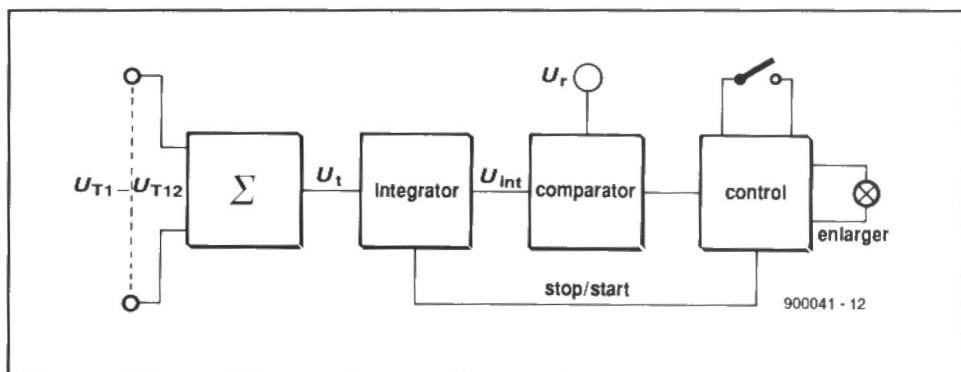 U_r
U_T1 – U_T12
Σ
U_t
integrator
U_int
comparator
control
enlarger
stop/start
900041 - 12